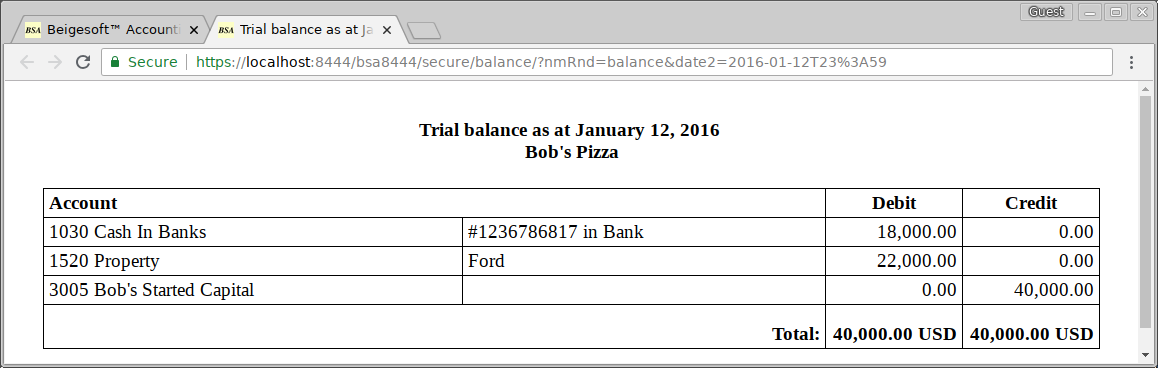 Guest
BSA Beigesoft™ Account
BSA Trial balance as at Ja
Secure https://localhost:8444/bsa8444/secure/balance/?nmRnd=balance&date2=2016-01-12T23%3A59
Trial balance as at January 12, 2016
Bob's Pizza
Account Debit Credit
1030 Cash In Banks #1236786817 in Bank 18,000.00 0.00
1520 Property Ford 22,000.00 0.00
3005 Bob's Started Capital 0.00 40,000.00
Total: 40,000.00 USD 40,000.00 USD